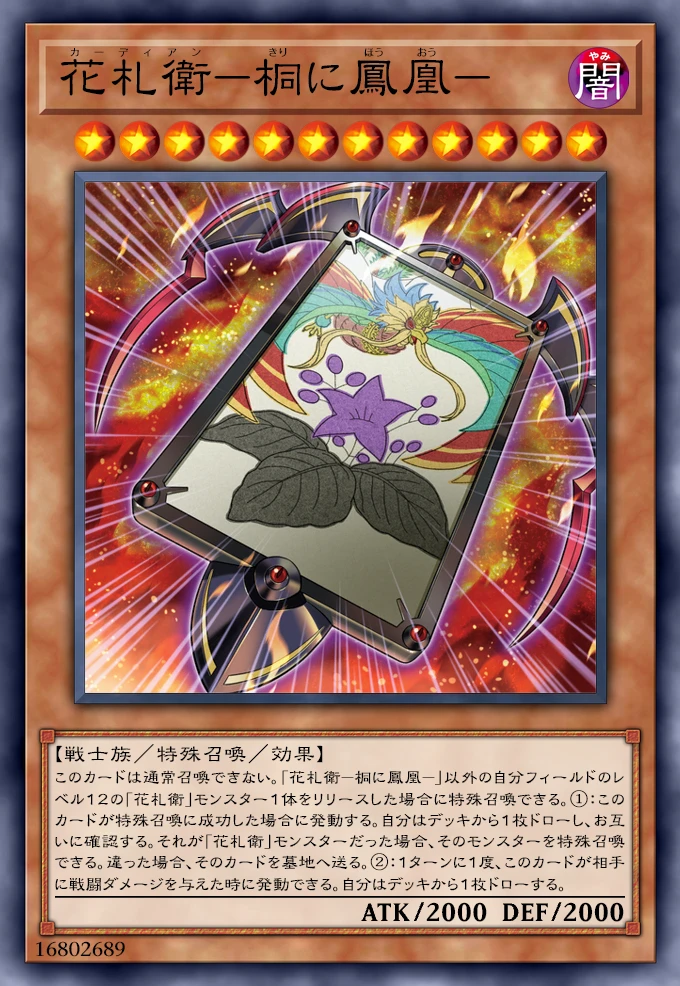 カーディアン きり ほう おう
花札衛－桐に鳳凰－
やみ
闇
【戦士族／特殊召喚／効果】
このカードは通常召喚できない。「花札衛－桐に鳳凰－」以外の自分フィールドのレ
ベル１２の「花札衛」モンスター１体をリリースした場合に特殊召喚できる。①：この
カードが特殊召喚に成功した場合に発動する。自分はデッキから１枚ドローし、お互
いに確認する。それが「花札衛」モンスターだった場合、そのモンスターを特殊召喚
できる。違った場合、そのカードを墓地へ送る。②：１ターンに１度、このカードが相手
に戦闘ダメージを与えた時に発動できる。自分はデッキから１枚ドローする。
ATK/2000 DEF/2000
16802689